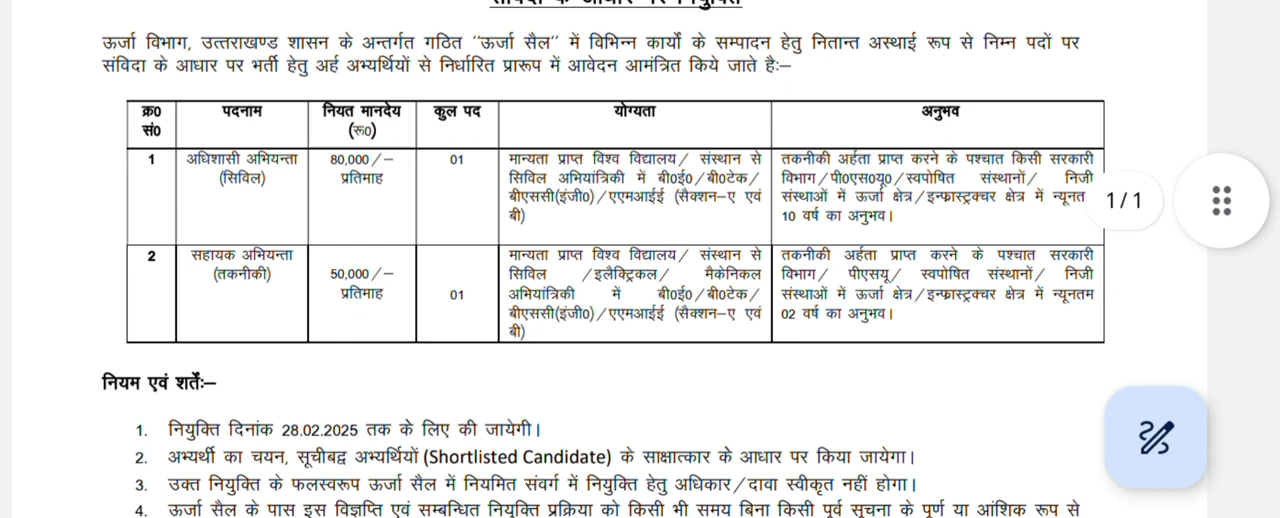 ऊर्जा विभाग, उत्तराखण्ड शासन के अन्तर्गत गठित "ऊर्जा सैल" में विभिन्न कार्यों के सम्पादन हेतु नितान्त अस्थाई रूप से निम्न पदों पर
संविदा के आधार पर भर्ती हेतु अर्ह अभ्यर्थियों से निर्धारित प्रारूप में आवेदन आमंत्रित किये जाते है:–
क्र0 सं0
पदनाम
नियत मानदेय (रू0)
कुल पद
योग्यता
अनुभव
1
अधिशासी अभियन्ता
(सिविल)
80,000/–
प्रतिमाह
01
मान्यता प्राप्त विश्व विद्यालय/ संस्थान से
सिविल अभियांत्रिकी में बी0ई0/बी0टेक/
बीएससी(इंजी0)/एएमआईई (सैक्शन–ए एवं
बी)
तकनीकी अर्हता प्राप्त करने के पश्चात किसी सरकारी
विभाग/पी0एस0यू0/स्वपोषित संस्थानों/ निजी
संस्थाओं में ऊर्जा क्षेत्र/इन्फ्रास्ट्रक्चर क्षेत्र में न्यूनत
10 वर्ष का अनुभव।
2
सहायक अभियन्ता
(तकनीकी)
50,000/–
प्रतिमाह
01
मान्यता प्राप्त विश्व विद्यालय/ संस्थान से
सिविल /इलैक्ट्रिकल/ मैकेनिकल
अभियांत्रिकी में बी0ई0/बी0टेक/
बीएससी(इंजी0)/एएमआईई (सैक्शन–ए एवं
बी)
तकनीकी अर्हता प्राप्त करने के पश्चात सरकारी
विभाग/ पीएसयू/ स्वपोषित संस्थानों/ निजी
संस्थाओं में ऊर्जा क्षेत्र/इन्फ्रास्ट्रक्चर क्षेत्र में न्यूनतम
02 वर्ष का अनुभव।
1/1
नियम एवं शर्तें:–
1. नियुक्ति दिनांक 28.02.2025 तक के लिए की जायेगी।
2. अभ्यर्थी का चयन, सूचीबद्व अभ्यर्थियों (Shortlisted Candidate) के साक्षात्कार के आधार पर किया जायेगा।
3. उक्त नियुक्ति के फलस्वरूप ऊर्जा सैल में नियमित संवर्ग में नियुक्ति हेतु अधिकार/दावा स्वीकृत नहीं होगा।
4. ऊर्जा सैल के पास इस विज्ञप्ति एवं सम्बन्धित नियुक्ति प्रक्रिया को किसी भी समय बिना किसी पूर्व सूचना के पूर्ण या आंशिक रूप से